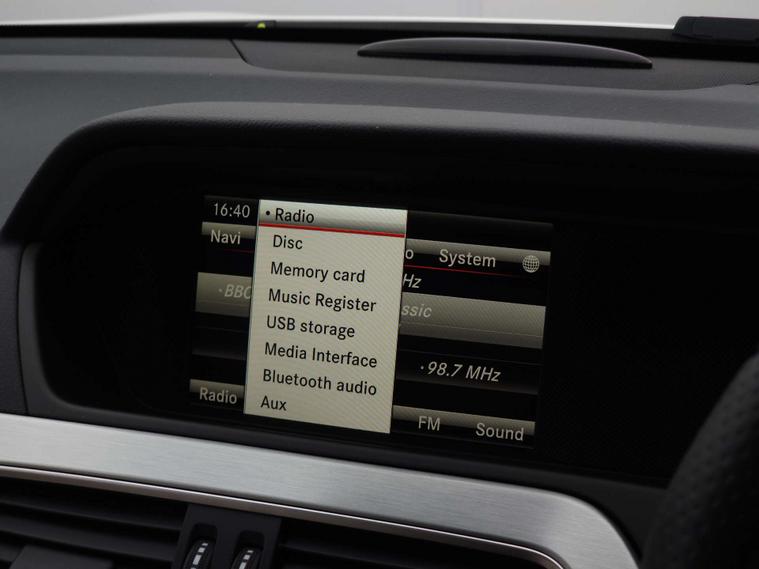 16:40
• Radio
Disc
Memory card
Music Register
USB storage
Media Interface
Bluetooth audio
Aux
Navi
o System
Hz
·BBC
ssic
·98.7 MHz
Radio
FM Sound